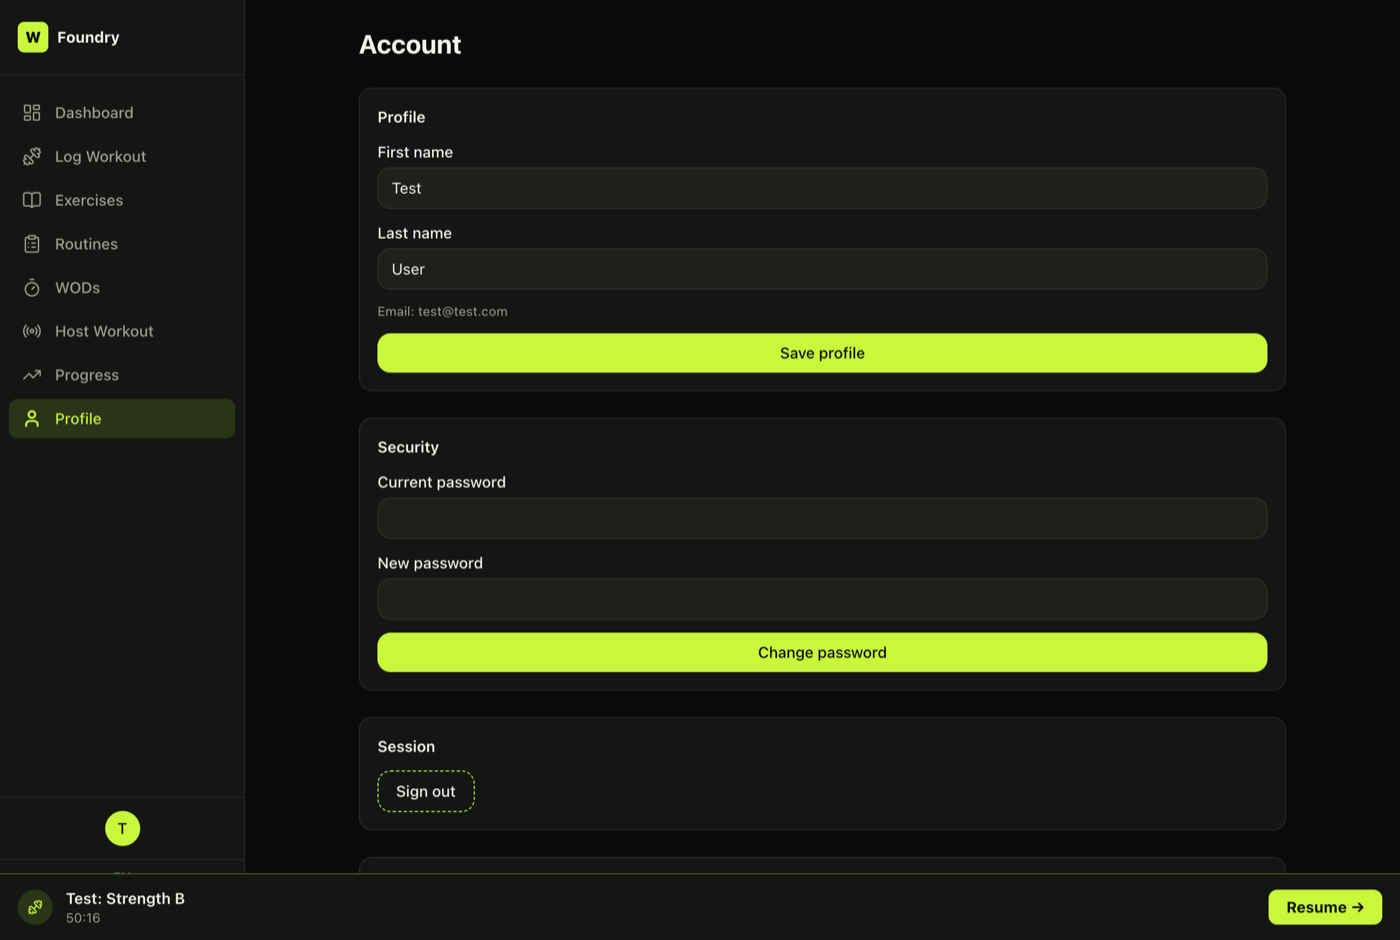 W Foundry
Dashboard
Log Workout
Exercises
Routines
WODs
Host Workout
Progress
Profile
T
Account
Profile
First name
Test
Last name
User
Email: test@test.com
Save profile
Security
Current password
New password
Change password
Session
Sign out
Test: Strength B
50:16
Resume →